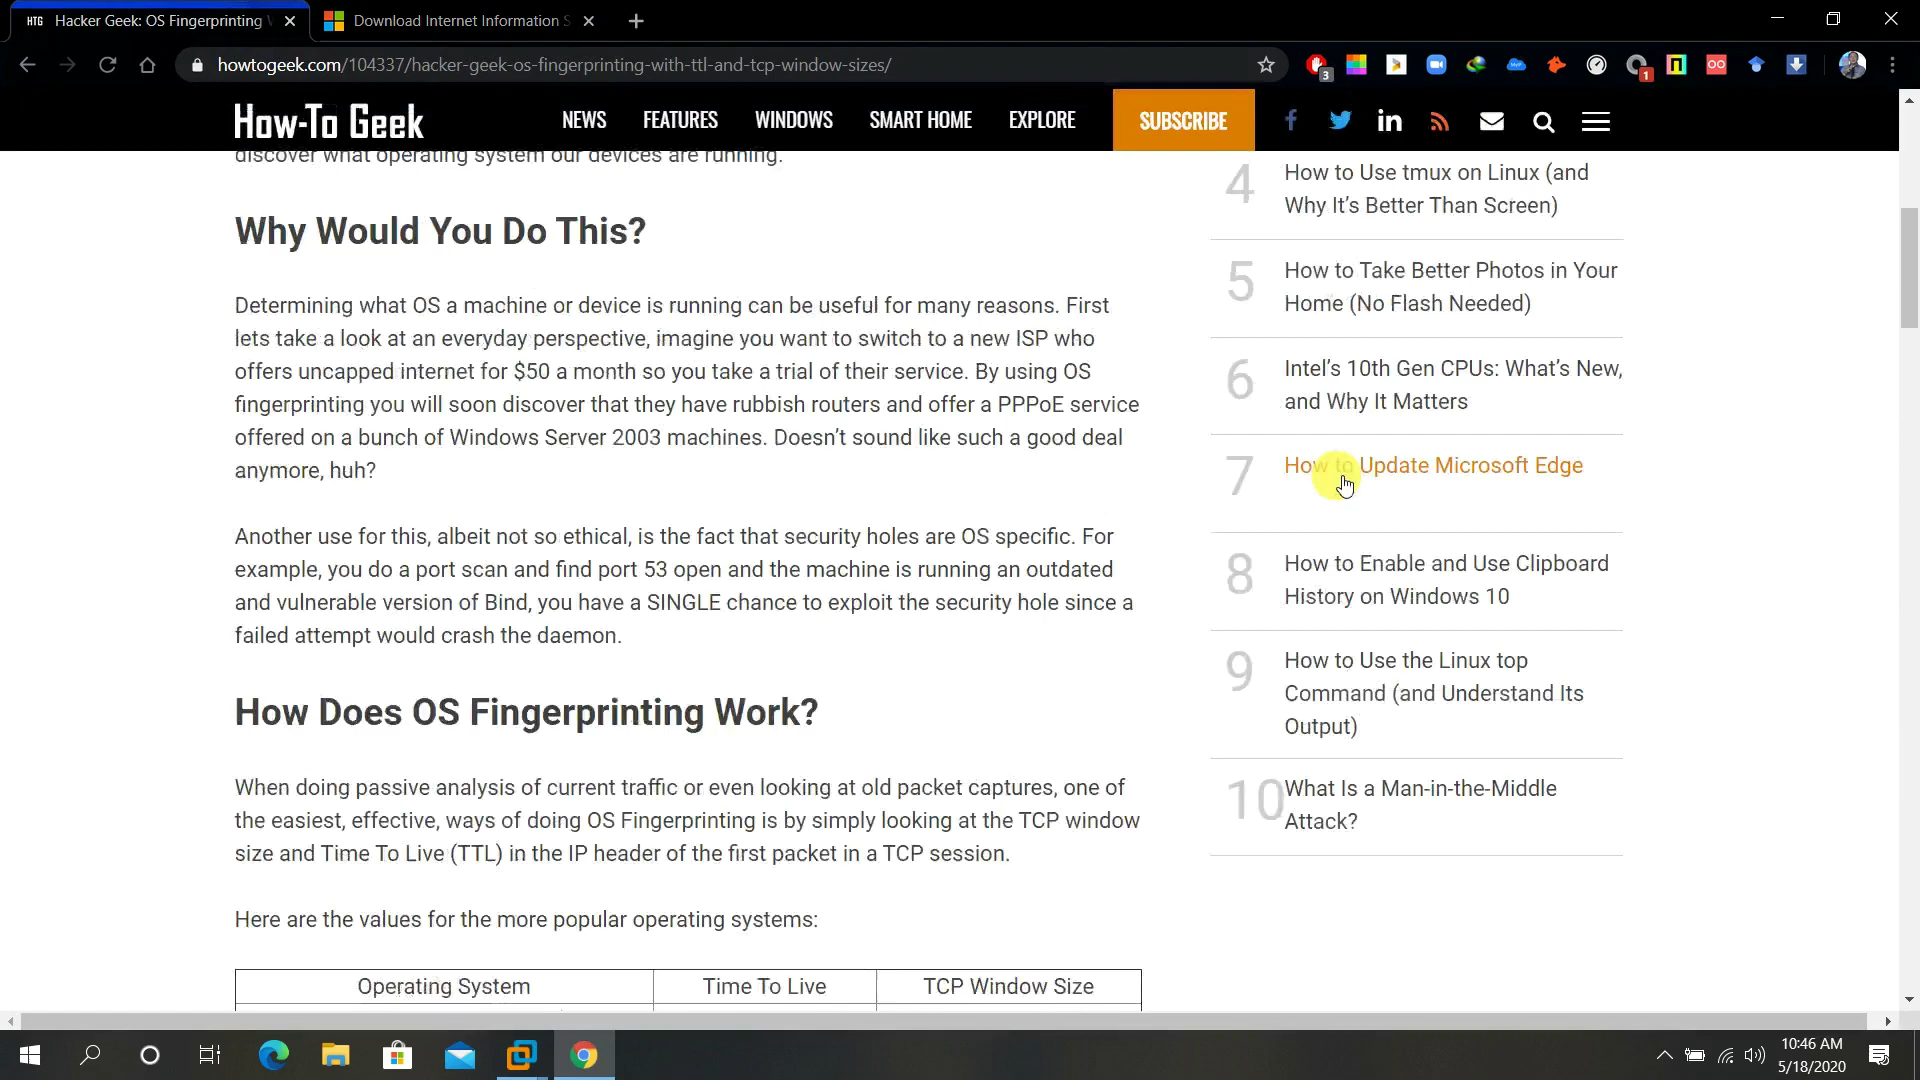 HTG Hacker Geek: OS Fingerprinting
Download Internet Information S
howtogeek.com/104337/hacker-geek-os-fingerprinting-with-ttl-and-tcp-window-sizes/
3
1
How-To Geek
NEWS
FEATURES
WINDOWS
SMART HOME
EXPLORE
SUBSCRIBE
discover what operating system our devices are running.
Why Would You Do This?
Determining what OS a machine or device is running can be useful for many reasons. First
lets take a look at an everyday perspective, imagine you want to switch to a new ISP who
offers uncapped internet for $50 a month so you take a trial of their service. By using OS
fingerprinting you will soon discover that they have rubbish routers and offer a PPPoE service
offered on a bunch of Windows Server 2003 machines. Doesn’t sound like such a good deal
anymore, huh?
Another use for this, albeit not so ethical, is the fact that security holes are OS specific. For
example, you do a port scan and find port 53 open and the machine is running an outdated
and vulnerable version of Bind, you have a SINGLE chance to exploit the security hole since a
failed attempt would crash the daemon.
How Does OS Fingerprinting Work?
When doing passive analysis of current traffic or even looking at old packet captures, one of
the easiest, effective, ways of doing OS Fingerprinting is by simply looking at the TCP window
size and Time To Live (TTL) in the IP header of the first packet in a TCP session.
Here are the values for the more popular operating systems:
Operating System
Time To Live
TCP Window Size
4
How to Use tmux on Linux (and
Why It’s Better Than Screen)
5
How to Take Better Photos in Your
Home (No Flash Needed)
6
Intel’s 10th Gen CPUs: What’s New,
and Why It Matters
7
How to Update Microsoft Edge
8
How to Enable and Use Clipboard
History on Windows 10
9
How to Use the Linux top
Command (and Understand Its
Output)
10
What Is a Man-in-the-Middle
Attack?
10:46 AM
5/18/2020